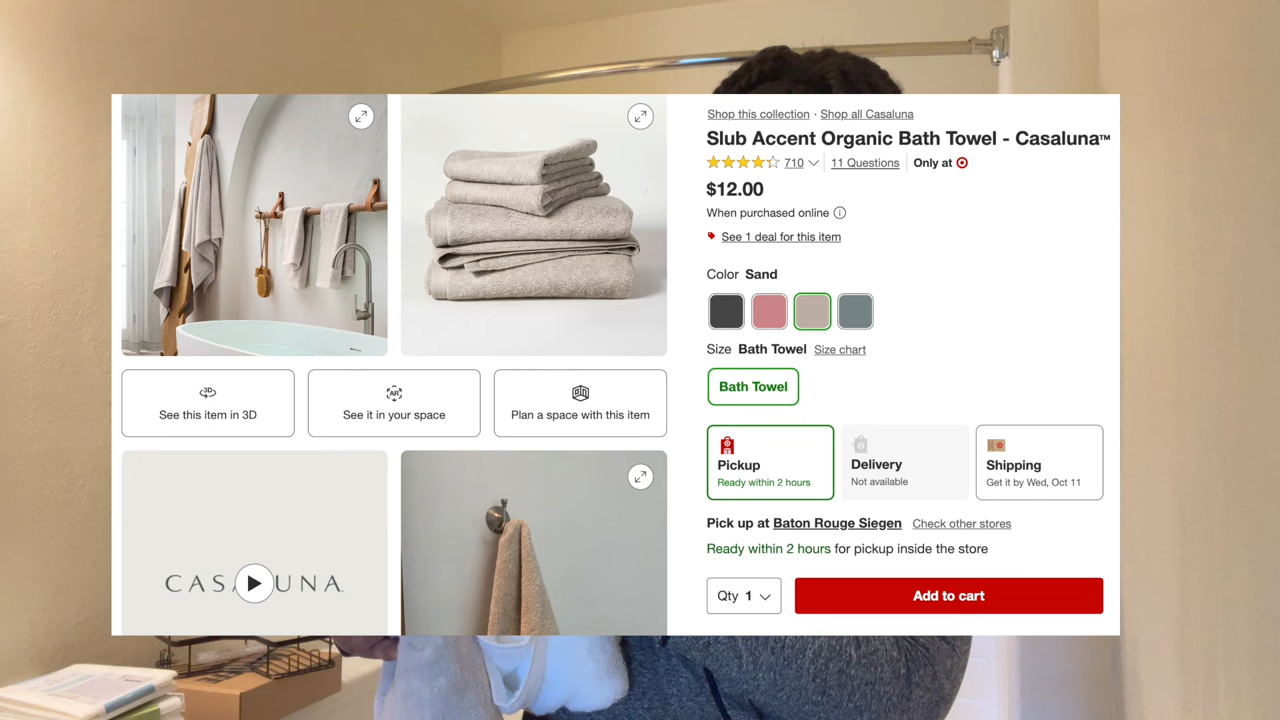 Shop this collection · Shop all Casaluna
Slub Accent Organic Bath Towel - Casaluna™
710
11 Questions
Only at
$12.00
When purchased online
See 1 deal for this item
Color Sand
Size Bath Towel Size chart
Bath Towel
3D
See this item in 3D
AR
See it in your space
Plan a space with this item
Pickup
Ready within 2 hours
Delivery
Not available
Shipping
Get it by Wed, Oct 11
Pick up at Baton Rouge Siegen Check other stores
Ready within 2 hours for pickup inside the store
Qty 1
Add to cart